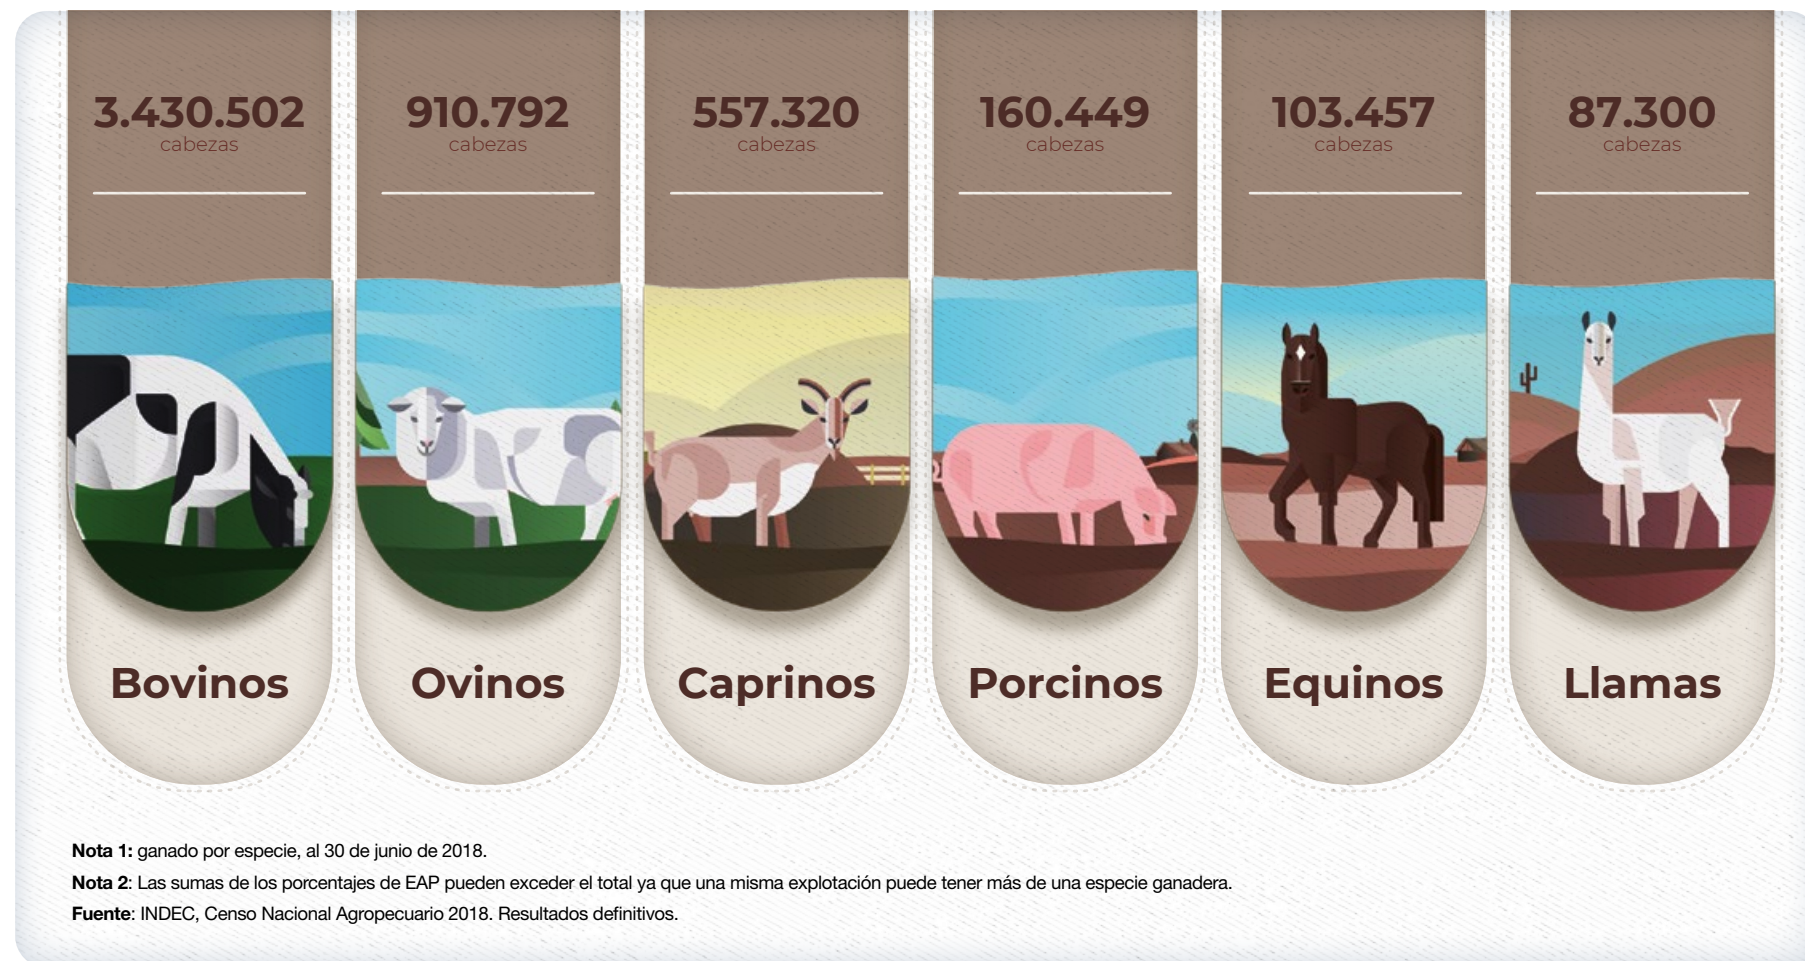 3.430.502
cabezas
910.792
cabezas
557.320
cabezas
160.449
cabezas
103.457
cabezas
87.300
cabezas
Bovinos
Ovinos
Caprinos
Porcinos
Equinos
Llamas
Nota 1: ganado por especie, al 30 de junio de 2018.
Nota 2: Las sumas de los porcentajes de EAP pueden exceder el total ya que una misma explotación puede tener más de una especie ganadera.
Fuente: INDEC, Censo Nacional Agropecuario 2018. Resultados definitivos.